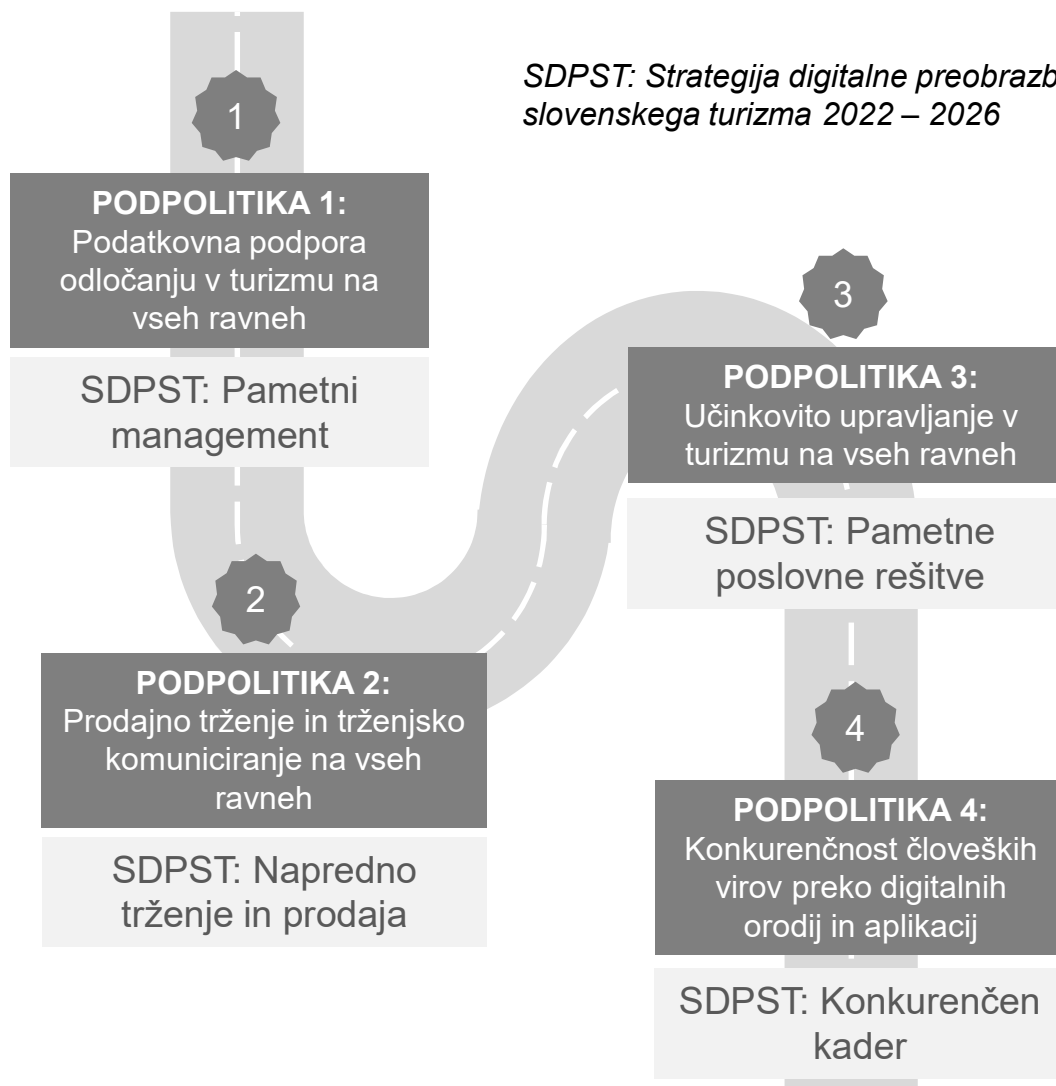 SDPST: Strategija digitalne preobrazb
slovenskega turizma 2022 – 2026
1
PODPOLITIKA 1:
Podatkovna podpora
odločanju v turizmu na
vseh ravneh
SDPST: Pametni
management
2
PODPOLITIKA 2:
Prodajno trženje in trženjsko
komuniciranje na vseh
ravneh
SDPST: Napredno
trženje in prodaja
3
PODPOLITIKA 3:
Učinkovito upravljanje v
turizmu na vseh ravneh
SDPST: Pametne
poslovne rešitve
4
PODPOLITIKA 4:
Konkurenčnost človeških
virov preko digitalnih
orodij in aplikacij
SDPST: Konkurenčen
kader